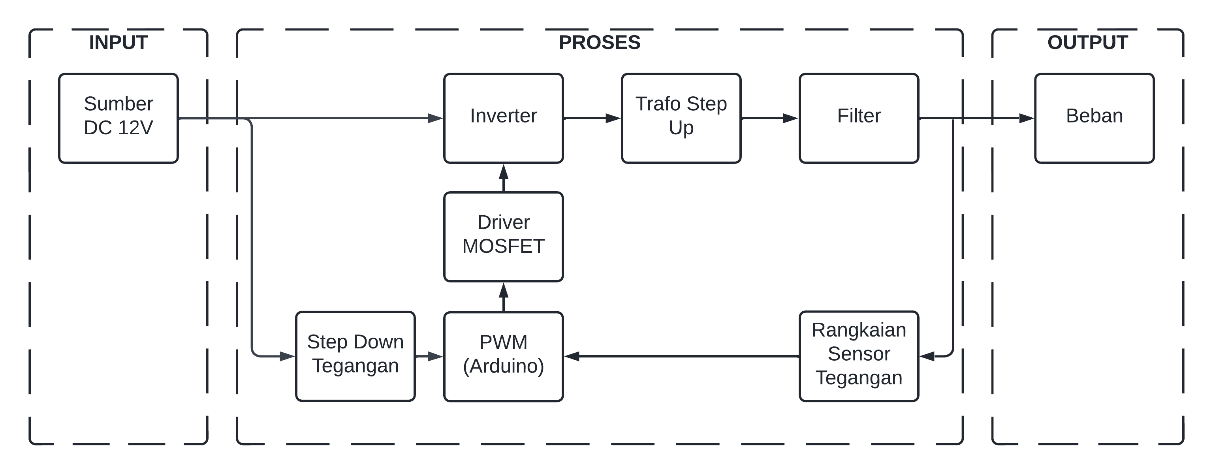 INPUT
PROSES
OUTPUT
Sumber
DC 12V
Inverter
Trafo Step
Up
Filter
Beban
Driver
MOSFET
Step Down
Tegangan
PWM
(Arduino)
Rangkaian
Sensor
Tegangan